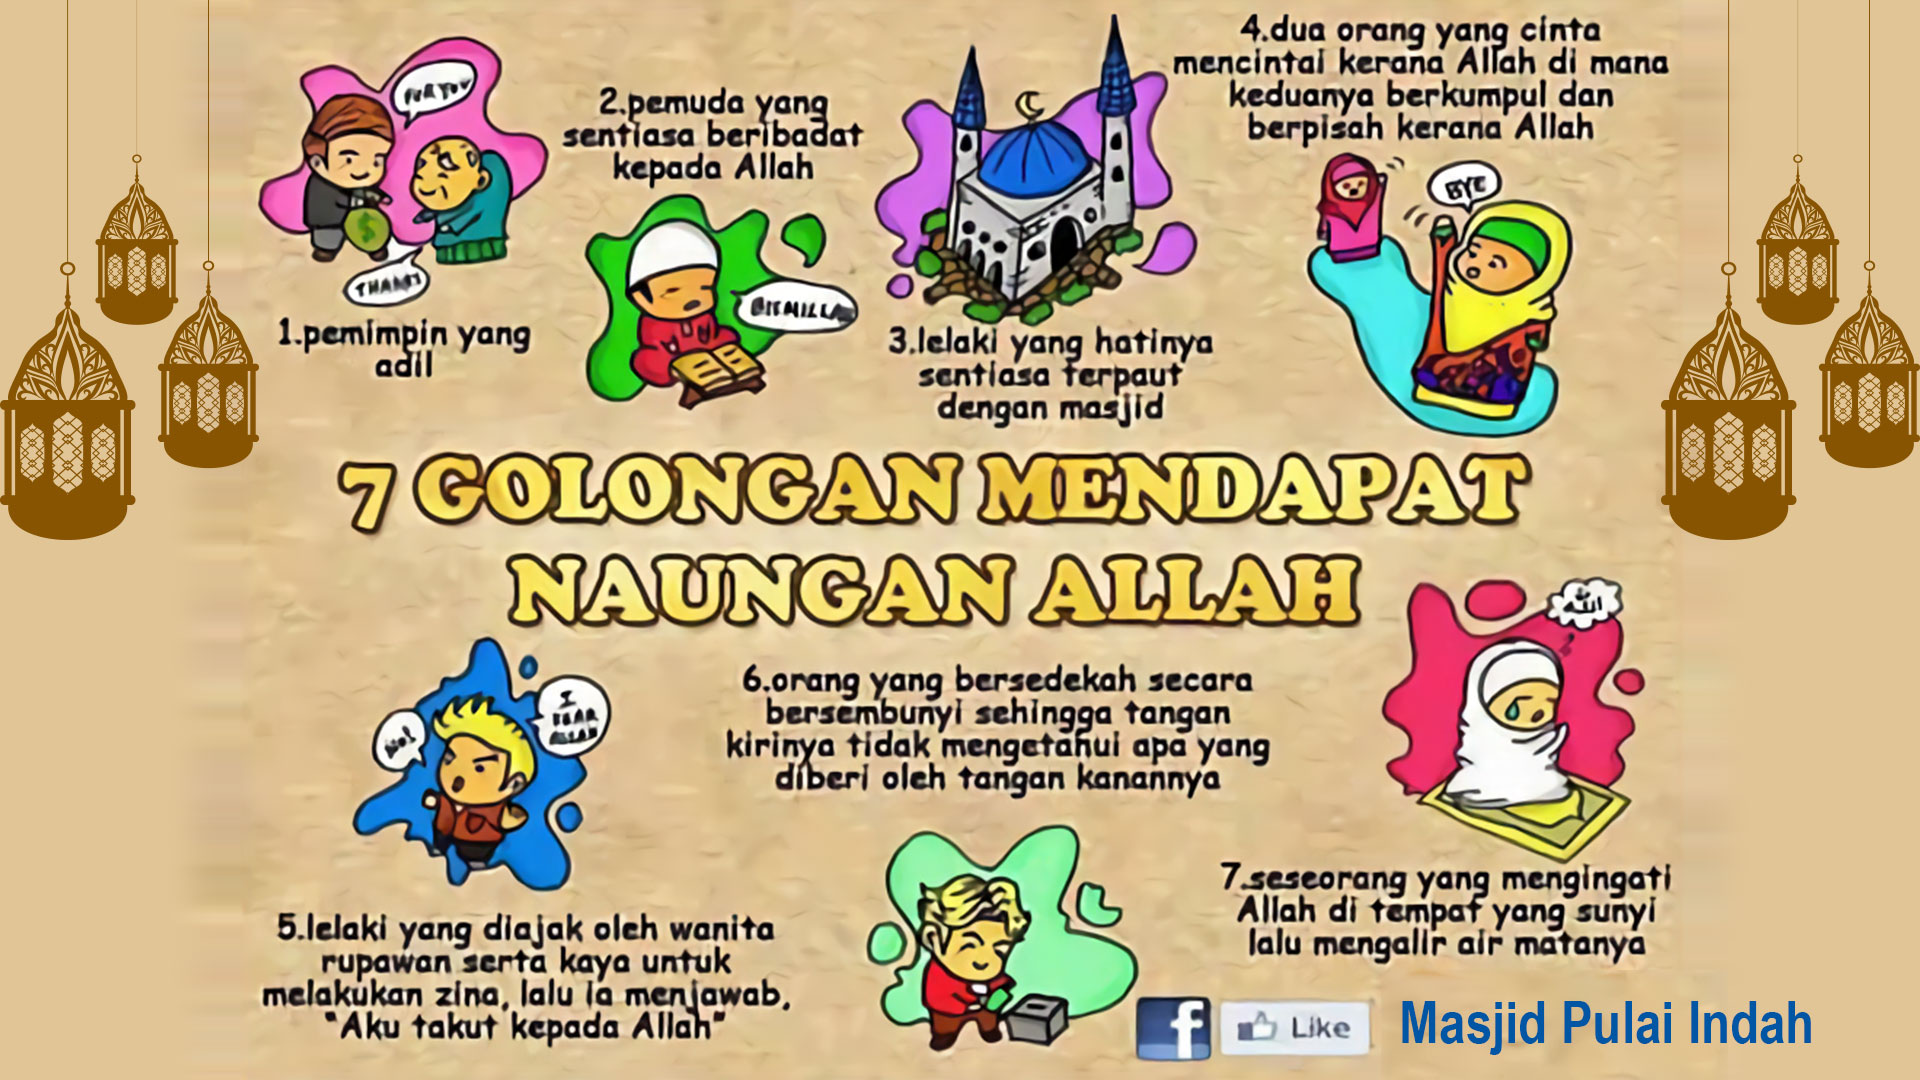 FOR YOU
THANKS
1.pemimpin yang
adil
2.pemuda yang
sentiasa beribadat
kepada Allah
BISMILLA
3.lelaki yang hatinya
sentiasa terpaut
dengan masjid
4.dua orang yang cinta
mencintai kerana Allah di mana
keduanya berkumpul dan
berpisah kerana Allah
BYE
7 GOLONGAN MENDAPAT
NAUNGAN ALLAH
NO!
I
FEAR
ALLAH
5.lelaki yang diajak oleh wanita
rupawan serta kaya untuk
melakukan zina, lalu ia menjawab,
"Aku takut kepada Allah"
6.orang yang bersedekah secara
bersembunyi sehingga tangan
kirinya tidak mengetahui apa yang
diberi oleh tangan kanannya
الله
7.seseorang yang mengingati
Allah di tempat yang sunyi
lalu mengalir air matanya
f
Like
Masjid Pulai Indah